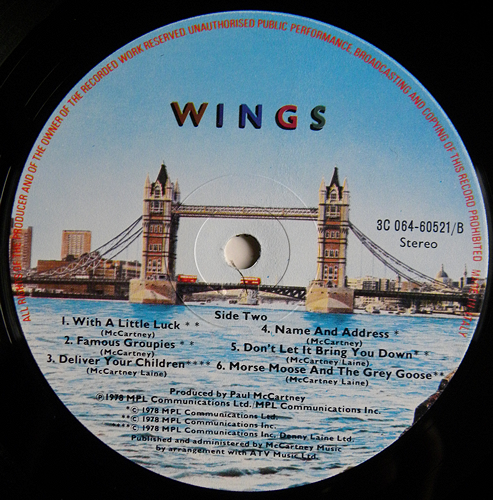 ALL RIGHTS PRODUCER AND OF THE OWNER OF THE RECORDED WORK RESERVED UNAUTHORISED PUBLIC PERFORMANCE, BROADCASTING AND COPYING OF THIS RECORD PROHIBITED
WINGS
3C 064-60521/B
Stereo
Side Two
1. With A Little Luck * *
(McCartney)
2. Famous Groupies * *
(McCartney)
3. Deliver Your Children * * * *
(McCartney Laine)
4. Name And Address *
(McCartney)
5. Don't Let It Bring You Down * *
(McCartney/Laine)
6. Morse Moose And The Grey Goose * *
(McCartney Laine)
Produced by Paul McCartney
℗ 1978 MPL Communications Ltd./MPL Communications Inc.
* © 1978 MPL Communications Ltd.
** © 1978 MPL Communications Inc.
**** © 1978 MPL Communications Inc. Denny Laine Ltd.
Published and administered by McCartney Music
by arrangement with ATV Music Ltd.